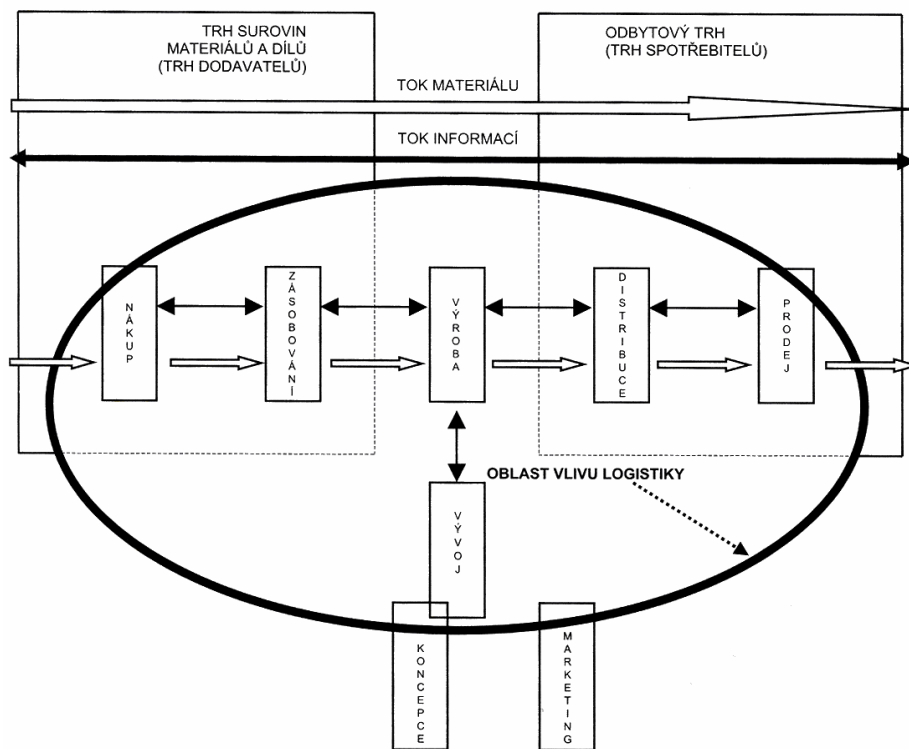 TRH SUROVIN
MATERIÁLŮ A DÍLŮ
(TRH DODAVATELŮ)
ODBYTOVÝ TRH
(TRH SPOTŘEBITELŮ)
TOK MATERIÁLU
TOK INFORMACÍ
NÁKUP
ZÁSOBOVÁNÍ
VÝROBA
DISTRIBUCE
PRODEJ
OBLAST VLIVU LOGISTIKY
VÝVOJ
KONCEPCE
MARKETING